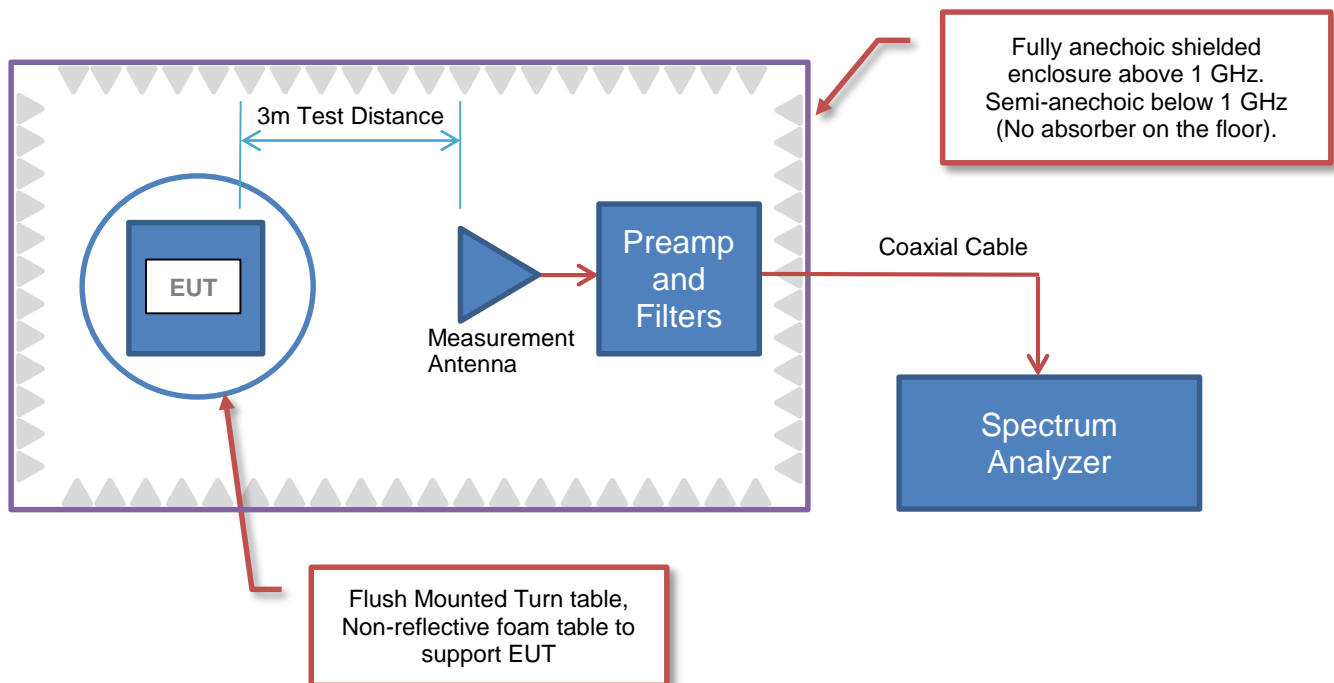 Fully anechoic shielded
enclosure above 1 GHz.
Semi-anechoic below 1 GHz
(No absorber on the floor).
3m Test Distance
EUT
Measurement
Antenna
Preamp
and
Filters
Coaxial Cable
Spectrum
Analyzer
Flush Mounted Turn table,
Non-reflective foam table to
support EUT